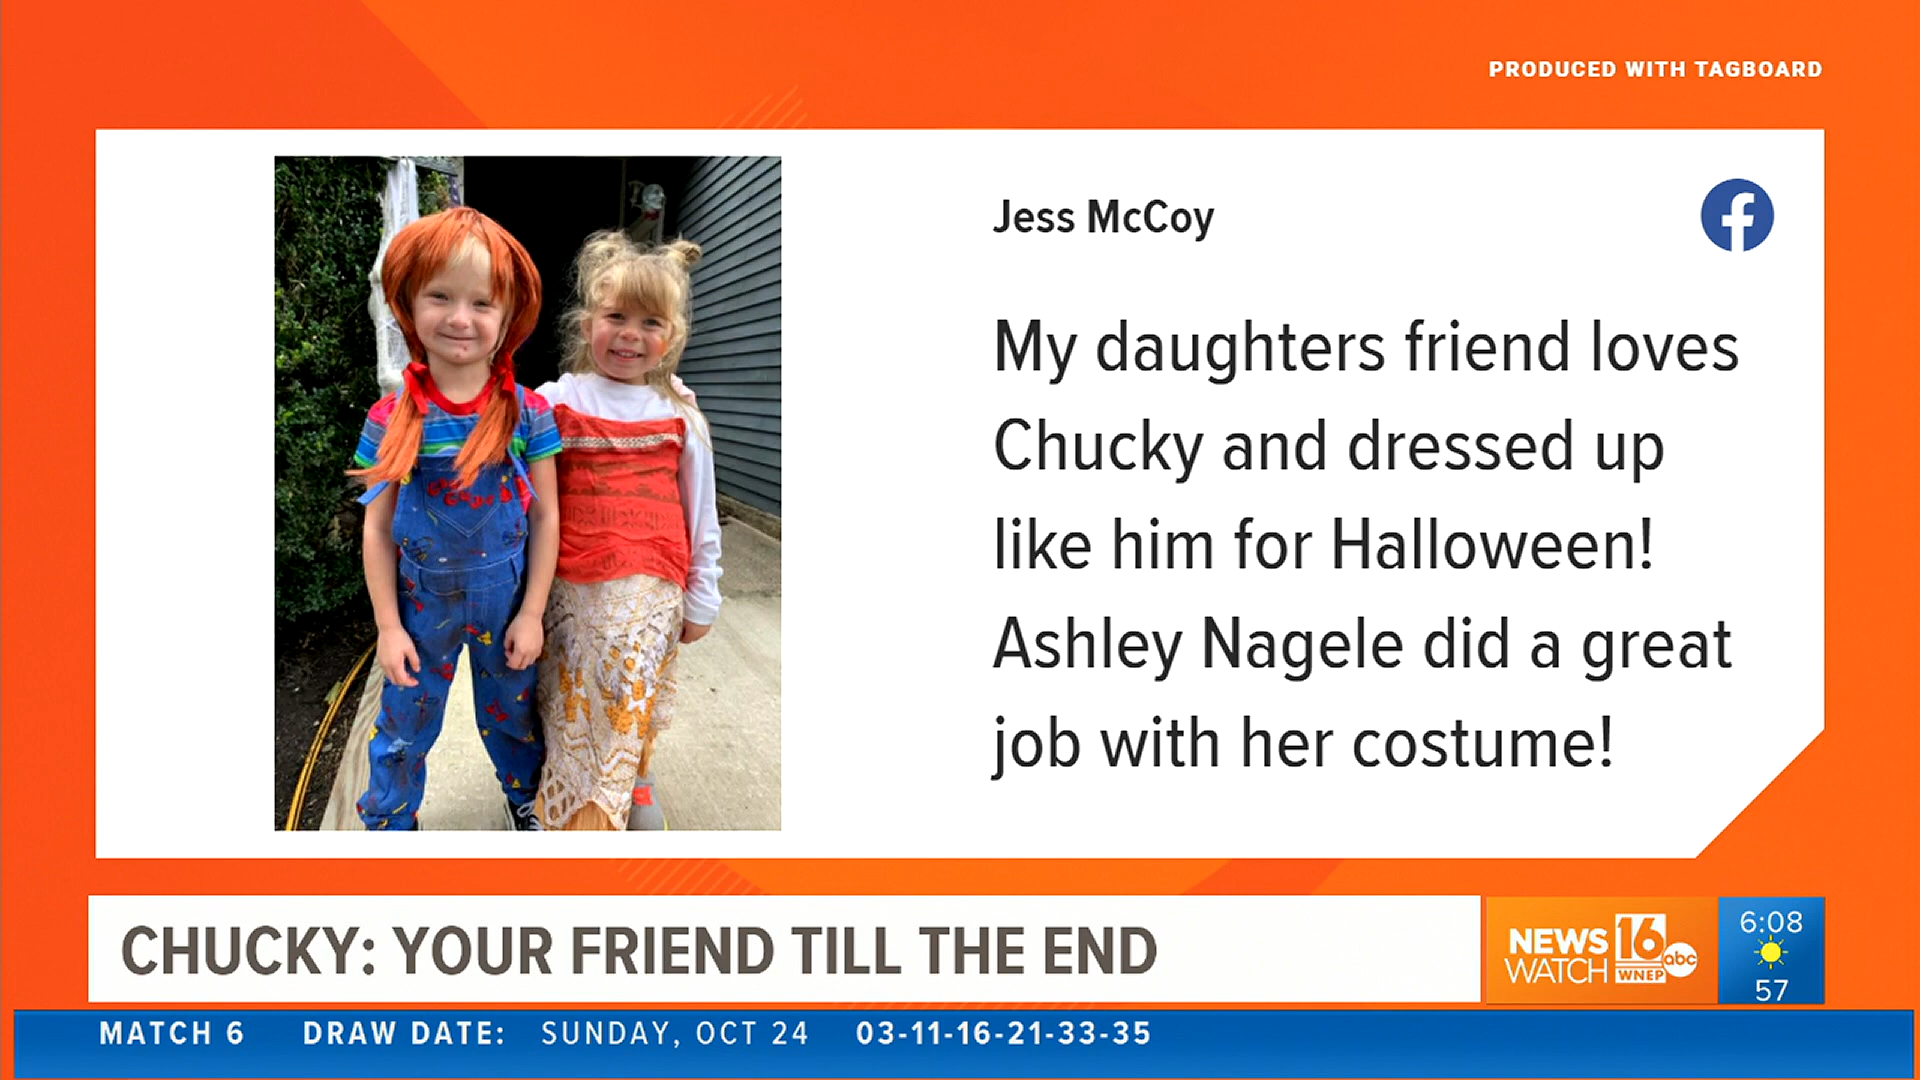 PRODUCED WITH TAGBOARD
Jess McCoy
My daughters friend loves
Chucky and dressed up
like him for Halloween!
Ashley Nagele did a great
job with her costume!
CHUCKY: YOUR FRIEND TILL THE END
NEWS
WATCH
16
WNEP
abc
6:08
57
MATCH 6 DRAW DATE: SUNDAY, OCT 24 03-11-16-21-33-35